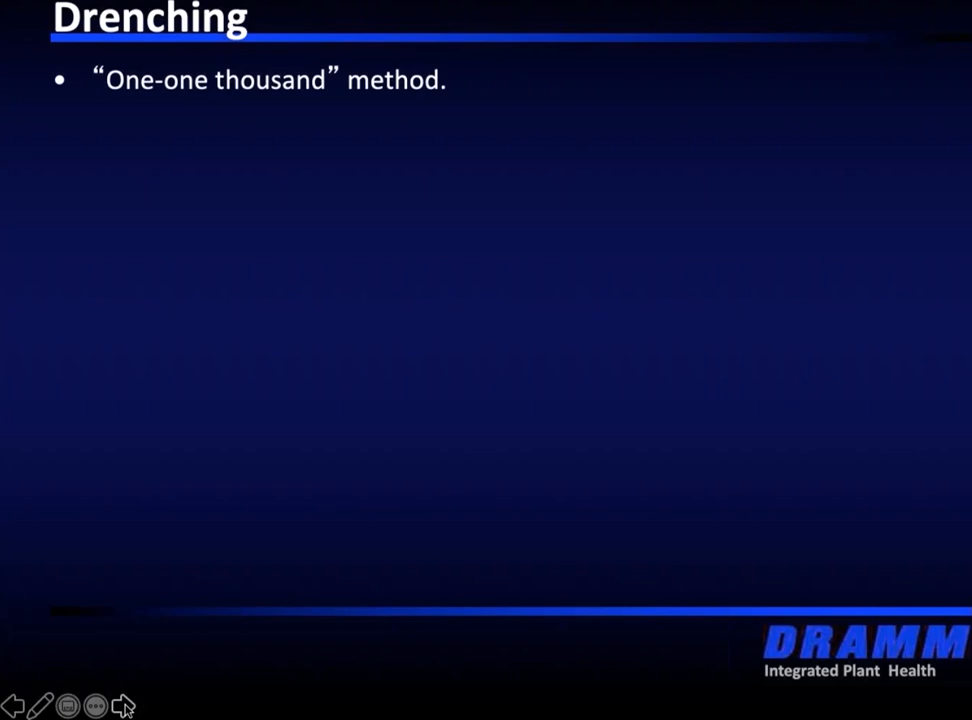 Drenching
• “One-one thousand” method.
DRAMM
Integrated Plant Health